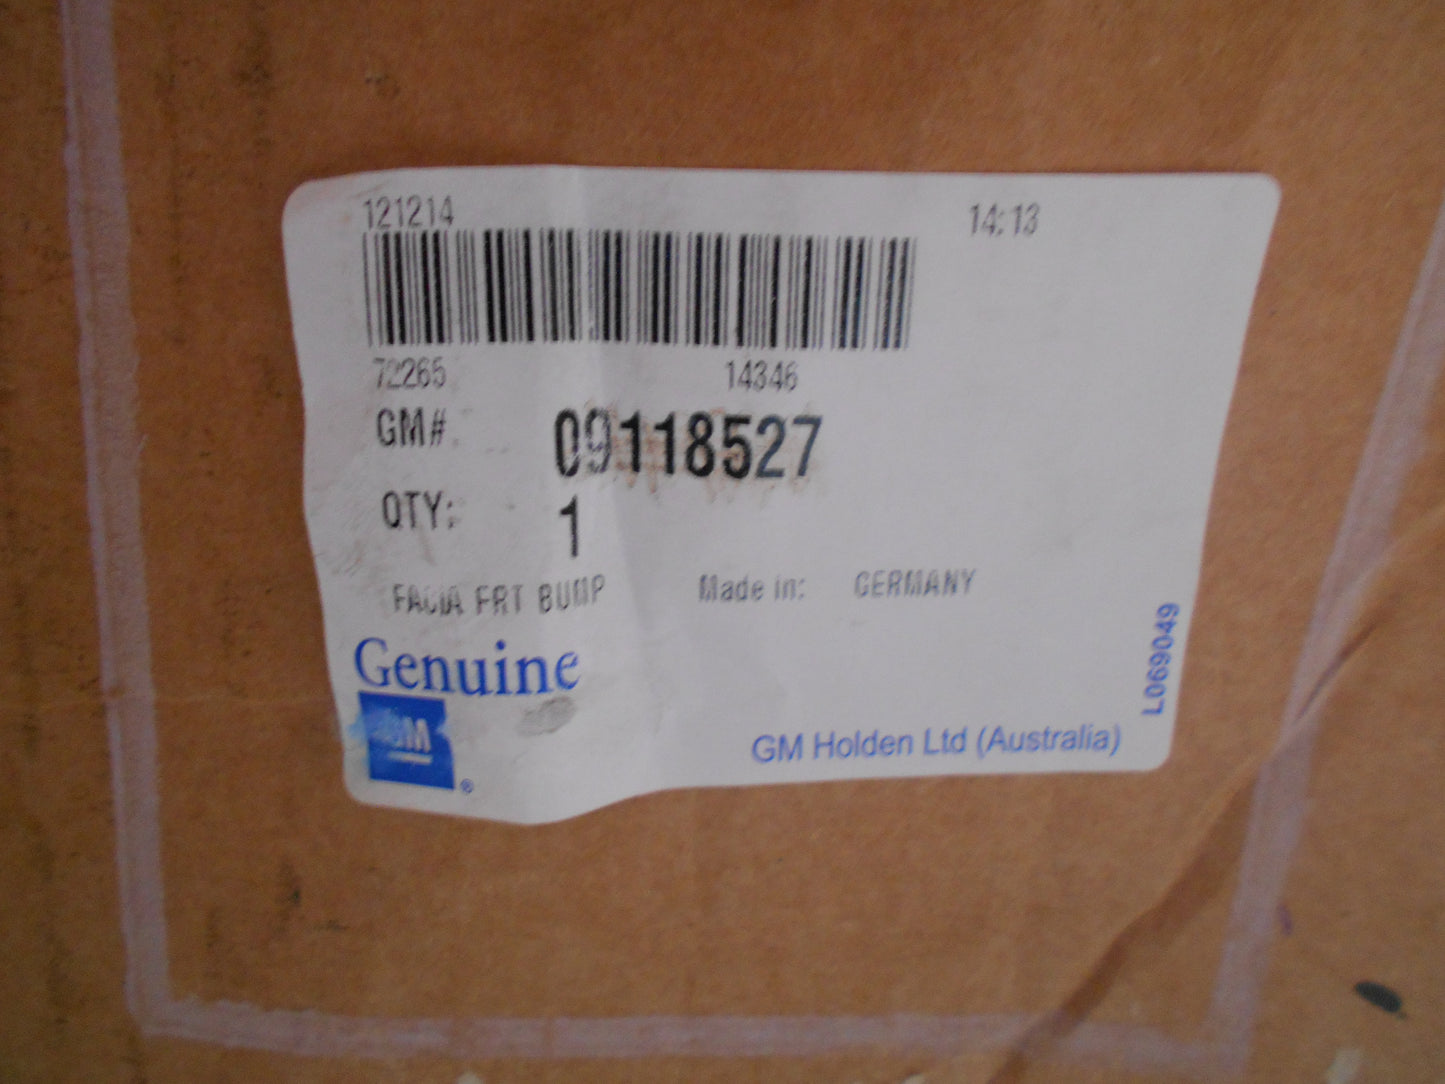 121214 14:13
72265 14346
GM# 09118527
QTY: 1
FACIA FRT BUMP Made in: GERMANY
Genuine
GM
®
GM Holden Ltd (Australia)
L069049